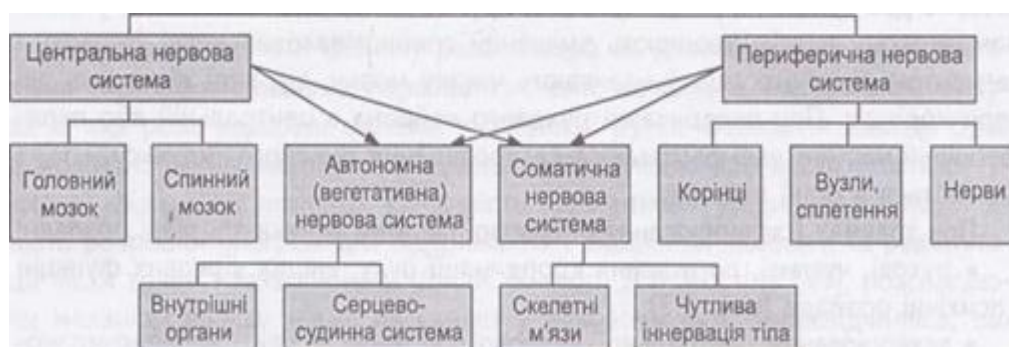 Центральна нервова
система
Периферична нервова
система
Головний
мозок
Спинний
мозок
Автономна
(вегетативна)
нервова система
Соматична
нервова
система
Корінці
Вузли,
сплетення
Нерви
Внутрішні
органи
Серцево-
судинна система
Скелетні
м'язи
Чутлива
іннервація тіла